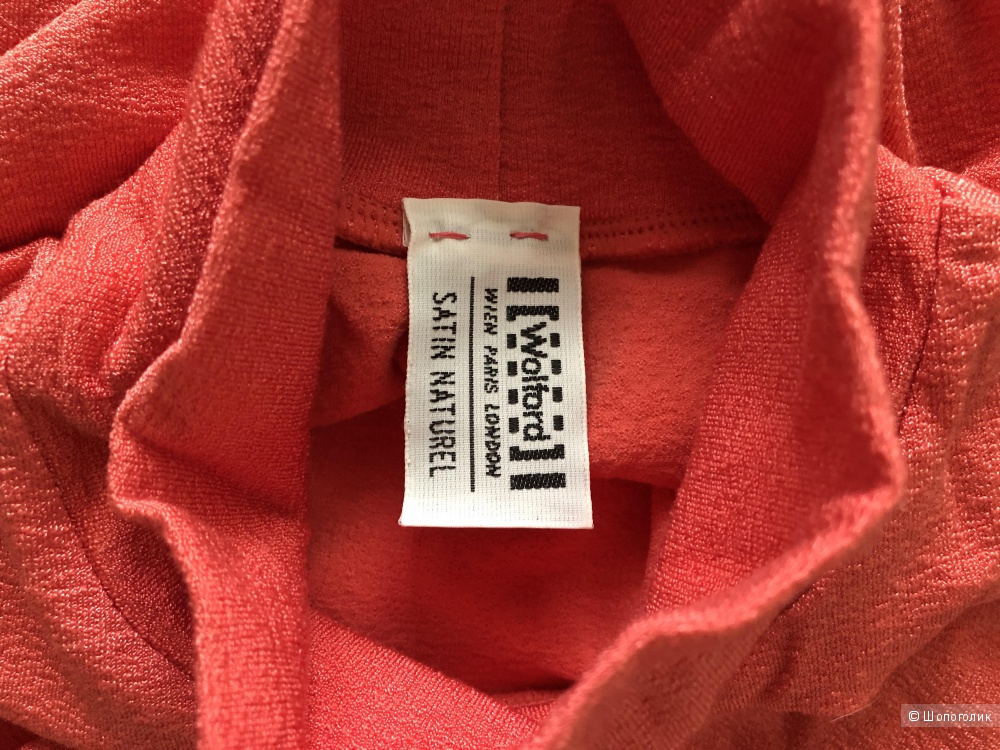 Wolford
WIEN PARIS LONDON
SATIN NATUREL
© Шопоголик